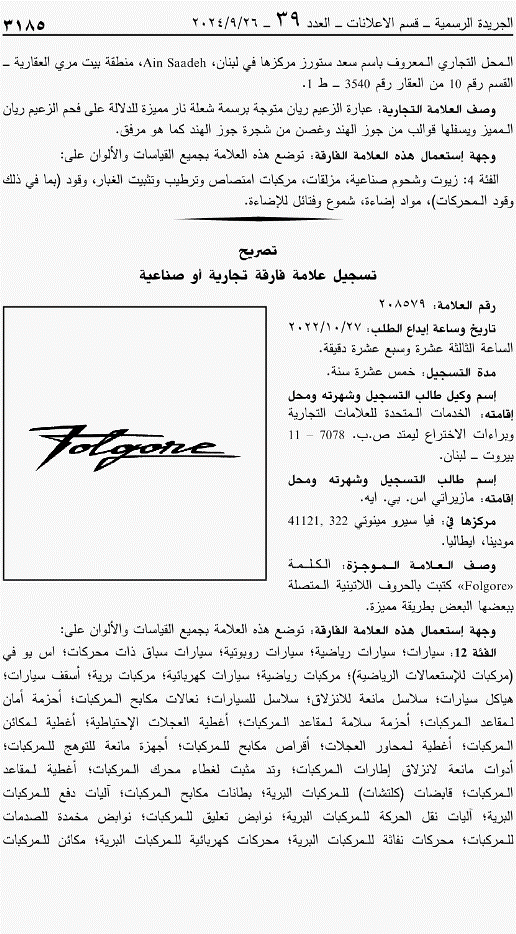 الجريدة الرسمية ــ قسم الاعلانات ــ العدد ٣٩ ــ ٢٠٢٤/٩/٢٦
٣١٨٥
المحل التجاري المعروف باسم سعد ستورز مركزها في لبنان، Ain Saadeh، منطقة بيت مري العقارية ــ
القسم رقم 10 من العقار رقم 3540 ــ ط 1.
وصف العلامة التجارية: عبارة الزعيم ريان متوجة برسمة شعلة نار مميزة للدلالة على فحم الزعيم ريان
المميز ويسفلها قوالب من جوز الهند وغصن من شجرة جوز الهند كما هو مرفق.
وجهة إستعمال هذه العلامة الفارقة: توضع هذه العلامة بجميع القياسات والألوان على:
الفئة 4: زيوت وشحوم صناعية، مزلقات، مركبات امتصاص وترطيب وتثبيت الغبار، وقود (بما في ذلك
وقود المحركات)، مواد إضاءة، شموع وفتائل للإضاءة.
تصريح
تسجيل علامة فارقة تجارية أو صناعية
رقم العلامة: ٢٠٨٥٧٩
تاريخ وساعة إيداع الطلب: ٢٠٢٢/١٠/٢٧
الساعة الثالثة عشرة وسبع عشرة دقيقة.
مدة التسجيل: خمس عشرة سنة.
إسم وكيل طالب التسجيل وشهرته ومحل
إقامته: الخدمات المتحدة للعلامات التجارية
وبراءات الاختراع ليمتد ص.ب. 7078 – 11
بيروت ــ لبنان.
إسم طالب التسجيل وشهرته ومحل
إقامته: مازيراتي اس. بي. ايه.
مركزها في: فيا سيرو مينوتي 322 ,41121
مودينا، ايطاليا.
وصف العلامة الموجزة: الكلمة
«Folgore» كتبت بالحروف اللاتينية المتصلة
ببعضها البعض بطريقة مميزة.
Folgore
وجهة إستعمال هذه العلامة الفارقة: توضع هذه العلامة بجميع القياسات والألوان على:
الفئة 12: سيارات؛ سيارات رياضية؛ سيارات روبوتية؛ سيارات سباق ذات محركات؛ اس يو في
(مركبات للإستعمالات الرياضية)؛ مركبات رياضية؛ سيارات كهربائية؛ مركبات برية؛ أسقف سيارات؛
هياكل سيارات؛ سلاسل مانعة للانزلاق؛ سلاسل للسيارات؛ نعالات مكابح المركبات؛ أحزمة أمان
لمقاعد المركبات؛ أحزمة سلامة لمقاعد المركبات؛ أغطية العجلات الإحتياطية؛ أغطية لمكائن
المركبات؛ أغطية لمحاور العجلات؛ أقراص مكابح للمركبات؛ أجهزة مانعة للتوهج للمركبات؛
أدوات مانعة لانزلاق إطارات المركبات؛ وتد مثبت لغطاء محرك المركبات؛ أغطية لمقاعد
المركبات؛ قابضات (كلتشات) للمركبات البرية؛ بطانات مكابح المركبات؛ آليات دفع للمركبات
البرية؛ آليات نقل الحركة للمركبات البرية؛ نوابض تعليق للمركبات؛ نوابض مخمدة للصدمات
للمركبات؛ محركات نفاثة للمركبات البرية؛ محركات كهربائية للمركبات البرية؛ مكائن للمركبات